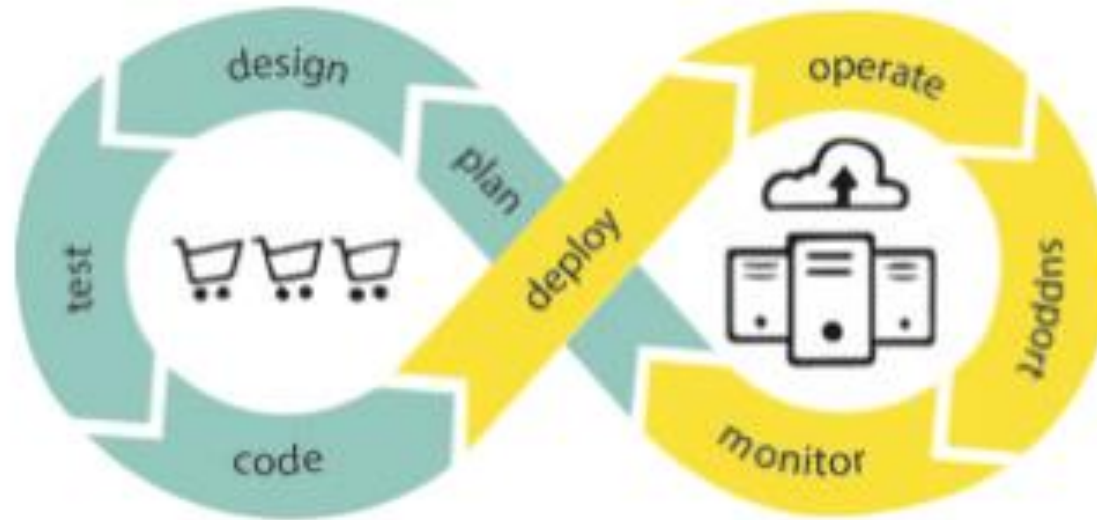 design
plan
test
code
deploy
operate
support
monitor